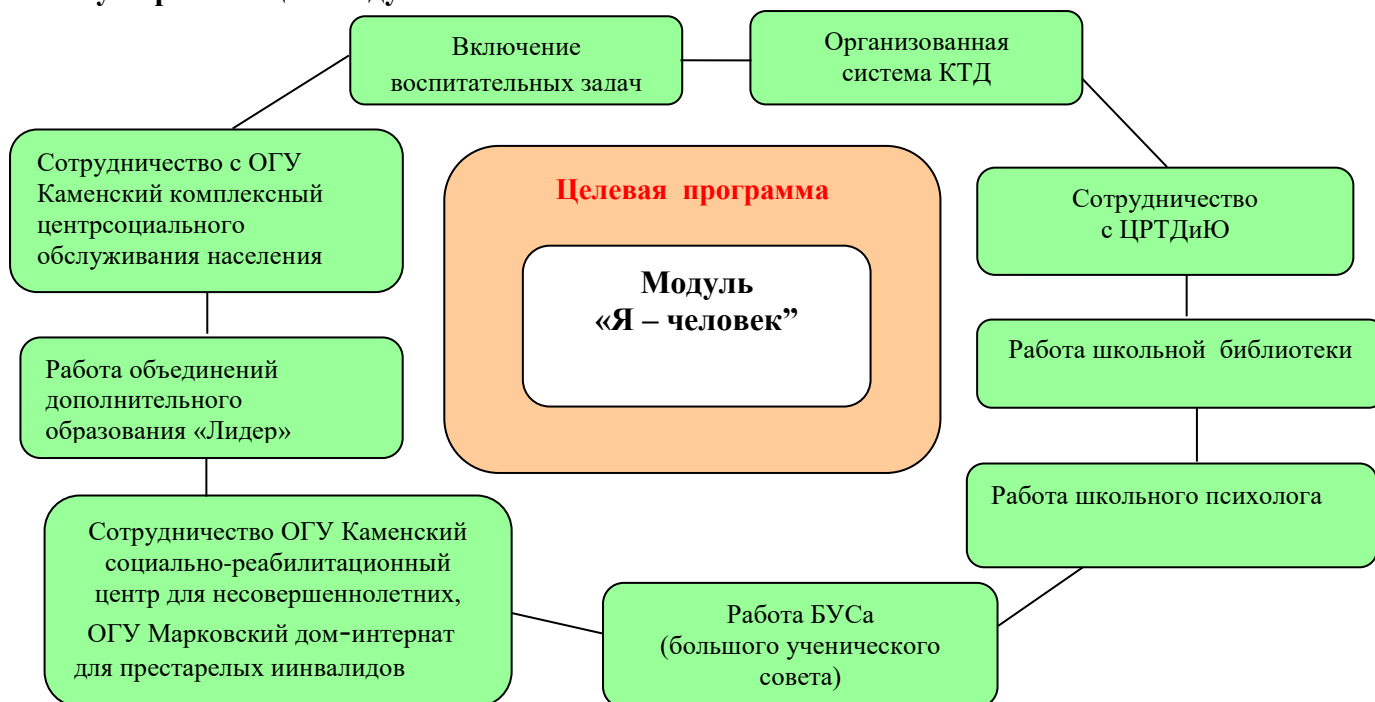 Включение
воспитательных задач
Организованная
система КТД
Сотрудничество с ОГУ
Каменский комплексный
центрсоциального
обслуживания населения
Целевая программа
Модуль
«Я – человек”
Сотрудничество
с ЦРТДиЮ
Работа школьной библиотеки
Работа объединений
дополнительного
образования «Лидер»
Работа школьного психолога
Сотрудничество ОГУ Каменский
социально-реабилитационный
центр для несовершеннолетних,
ОГУ Марковский дом-интернат
для престарелых иинвалидов
Работа БУСа
(большого ученического
совета)